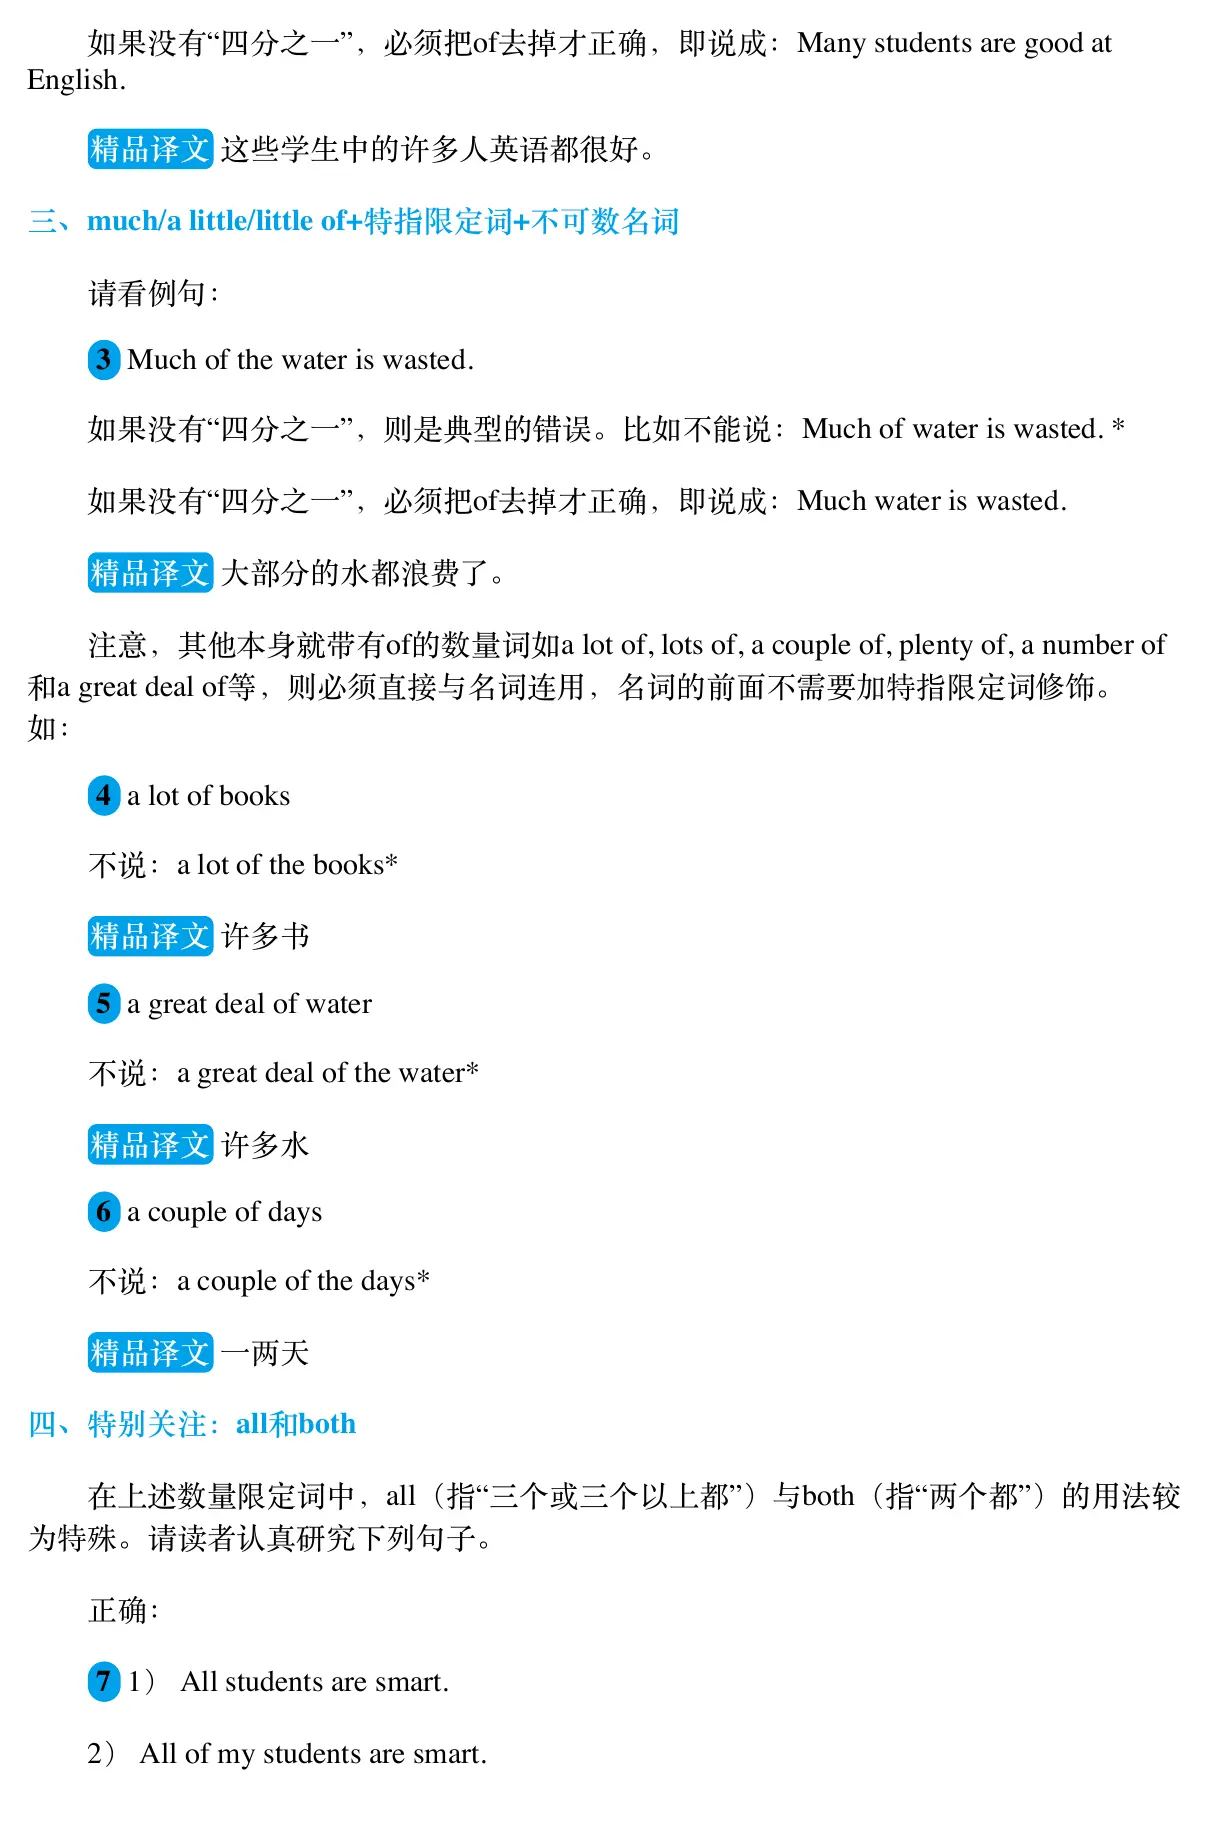 如果没有“四分之一”，必须把of去掉才正确，即说成：Many students are good at
English.
精品译文 这些学生中的许多人英语都很好。
三、much/a little/little of+特指限定词+不可数名词
请看例句：
3 Much of the water is wasted.
如果没有“四分之一”，则是典型的错误。比如不能说：Much of water is wasted. *
如果没有“四分之一”，必须把of去掉才正确，即说成：Much water is wasted.
精品译文 大部分的水都浪费了。
注意，其他本身就带有of的数量词如a lot of, lots of, a couple of, plenty of, a number of
和a great deal of等，则必须直接与名词连用，名词的前面不需要加特指限定词修饰。
如：
4 a lot of books
不说：a lot of the books*
精品译文 许多书
5 a great deal of water
不说：a great deal of the water*
精品译文 许多水
6 a couple of days
不说：a couple of the days*
精品译文 一两天
四、特别关注：all和both
在上述数量限定词中，all（指“三个或三个以上都”）与both（指“两个都”）的用法较
为特殊。请读者认真研究下列句子。
正确：
7 1） All students are smart.
2） All of my students are smart.